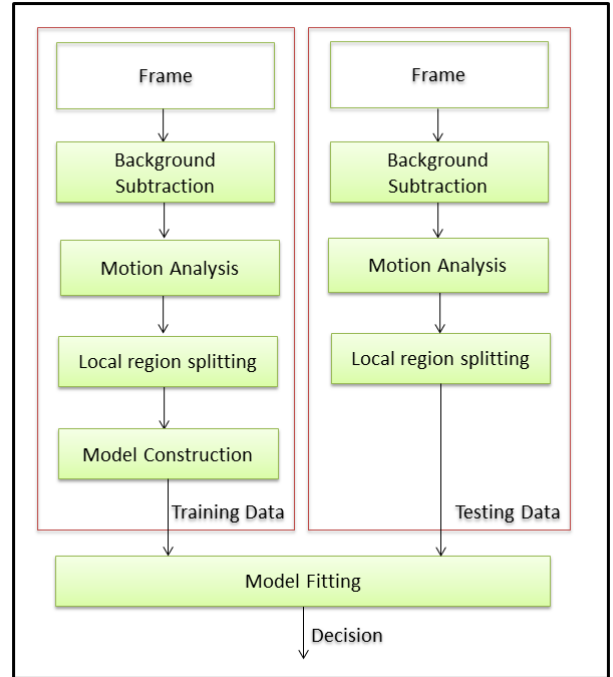 Frame
Background
Subtraction
Motion Analysis
Local region splitting
Model Construction
Training Data
Frame
Background
Subtraction
Motion Analysis
Local region splitting
Testing Data
Model Fitting
Decision